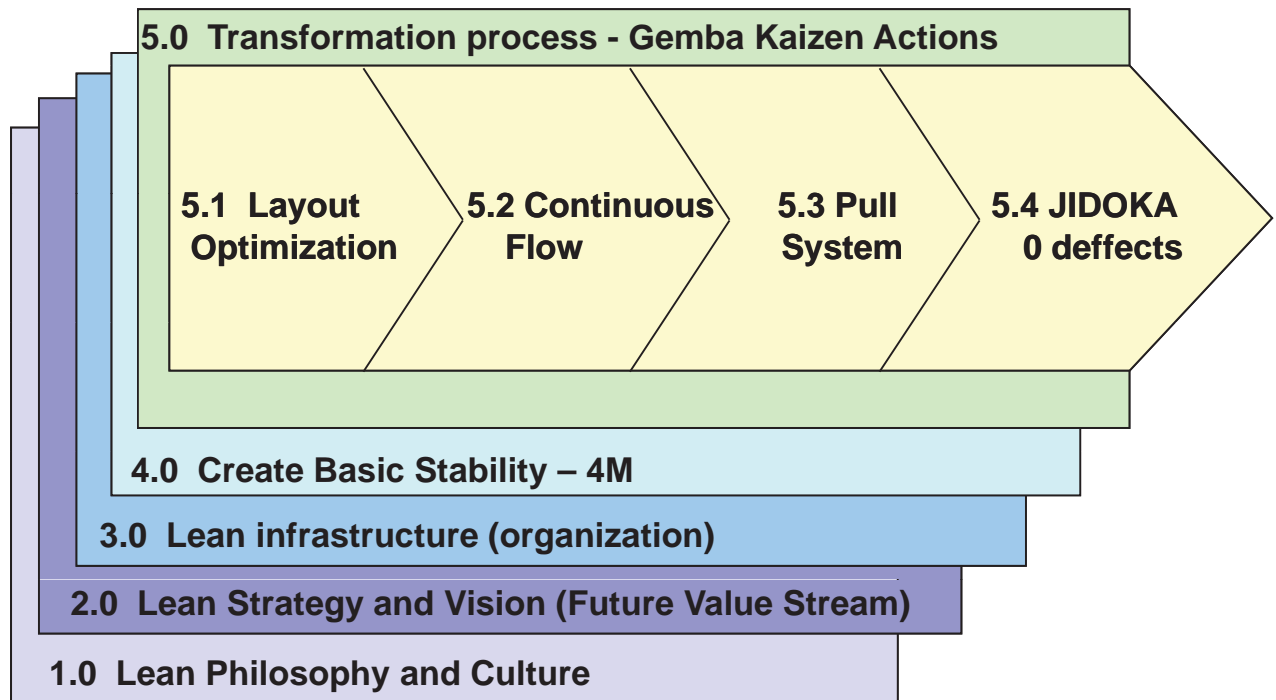 5.0 Transformation process - Gemba Kaizen Actions
5.1 Layout
Optimization
5.2 Continuous
Flow
5.3 Pull
System
5.4 JIDOKA
0 deffects
4.0 Create Basic Stability – 4M
3.0 Lean infrastructure (organization)
2.0 Lean Strategy and Vision (Future Value Stream)
1.0 Lean Philosophy and Culture